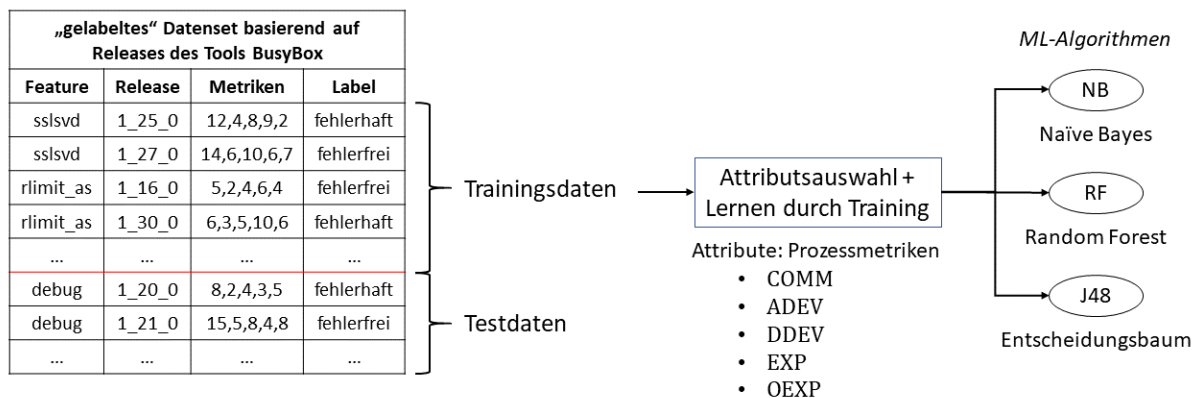 „gelabeltes“ Datenset basierend auf
Releases des Tools BusyBox
Feature Release Metriken Label
sslsvd 1_25_0 12,4,8,9,2 fehlerhaft
sslsvd 1_27_0 14,6,10,6,7 fehlerfrei
rlimit_as 1_16_0 5,2,4,6,4 fehlerfrei
rlimit_as 1_30_0 6,3,5,10,6 fehlerhaft
... ... ... ...
debug 1_20_0 8,2,4,3,5 fehlerhaft
debug 1_21_0 15,5,8,4,8 fehlerfrei
... ... ... ...
Trainingsdaten
Testdaten
Attributsauswahl +
Lernen durch Training
Attribute: Prozessmetriken
• COMM
• ADEV
• DDEV
• EXP
• OEXP
ML-Algorithmen
NB
Naïve Bayes
RF
Random Forest
J48
Entscheidungsbaum